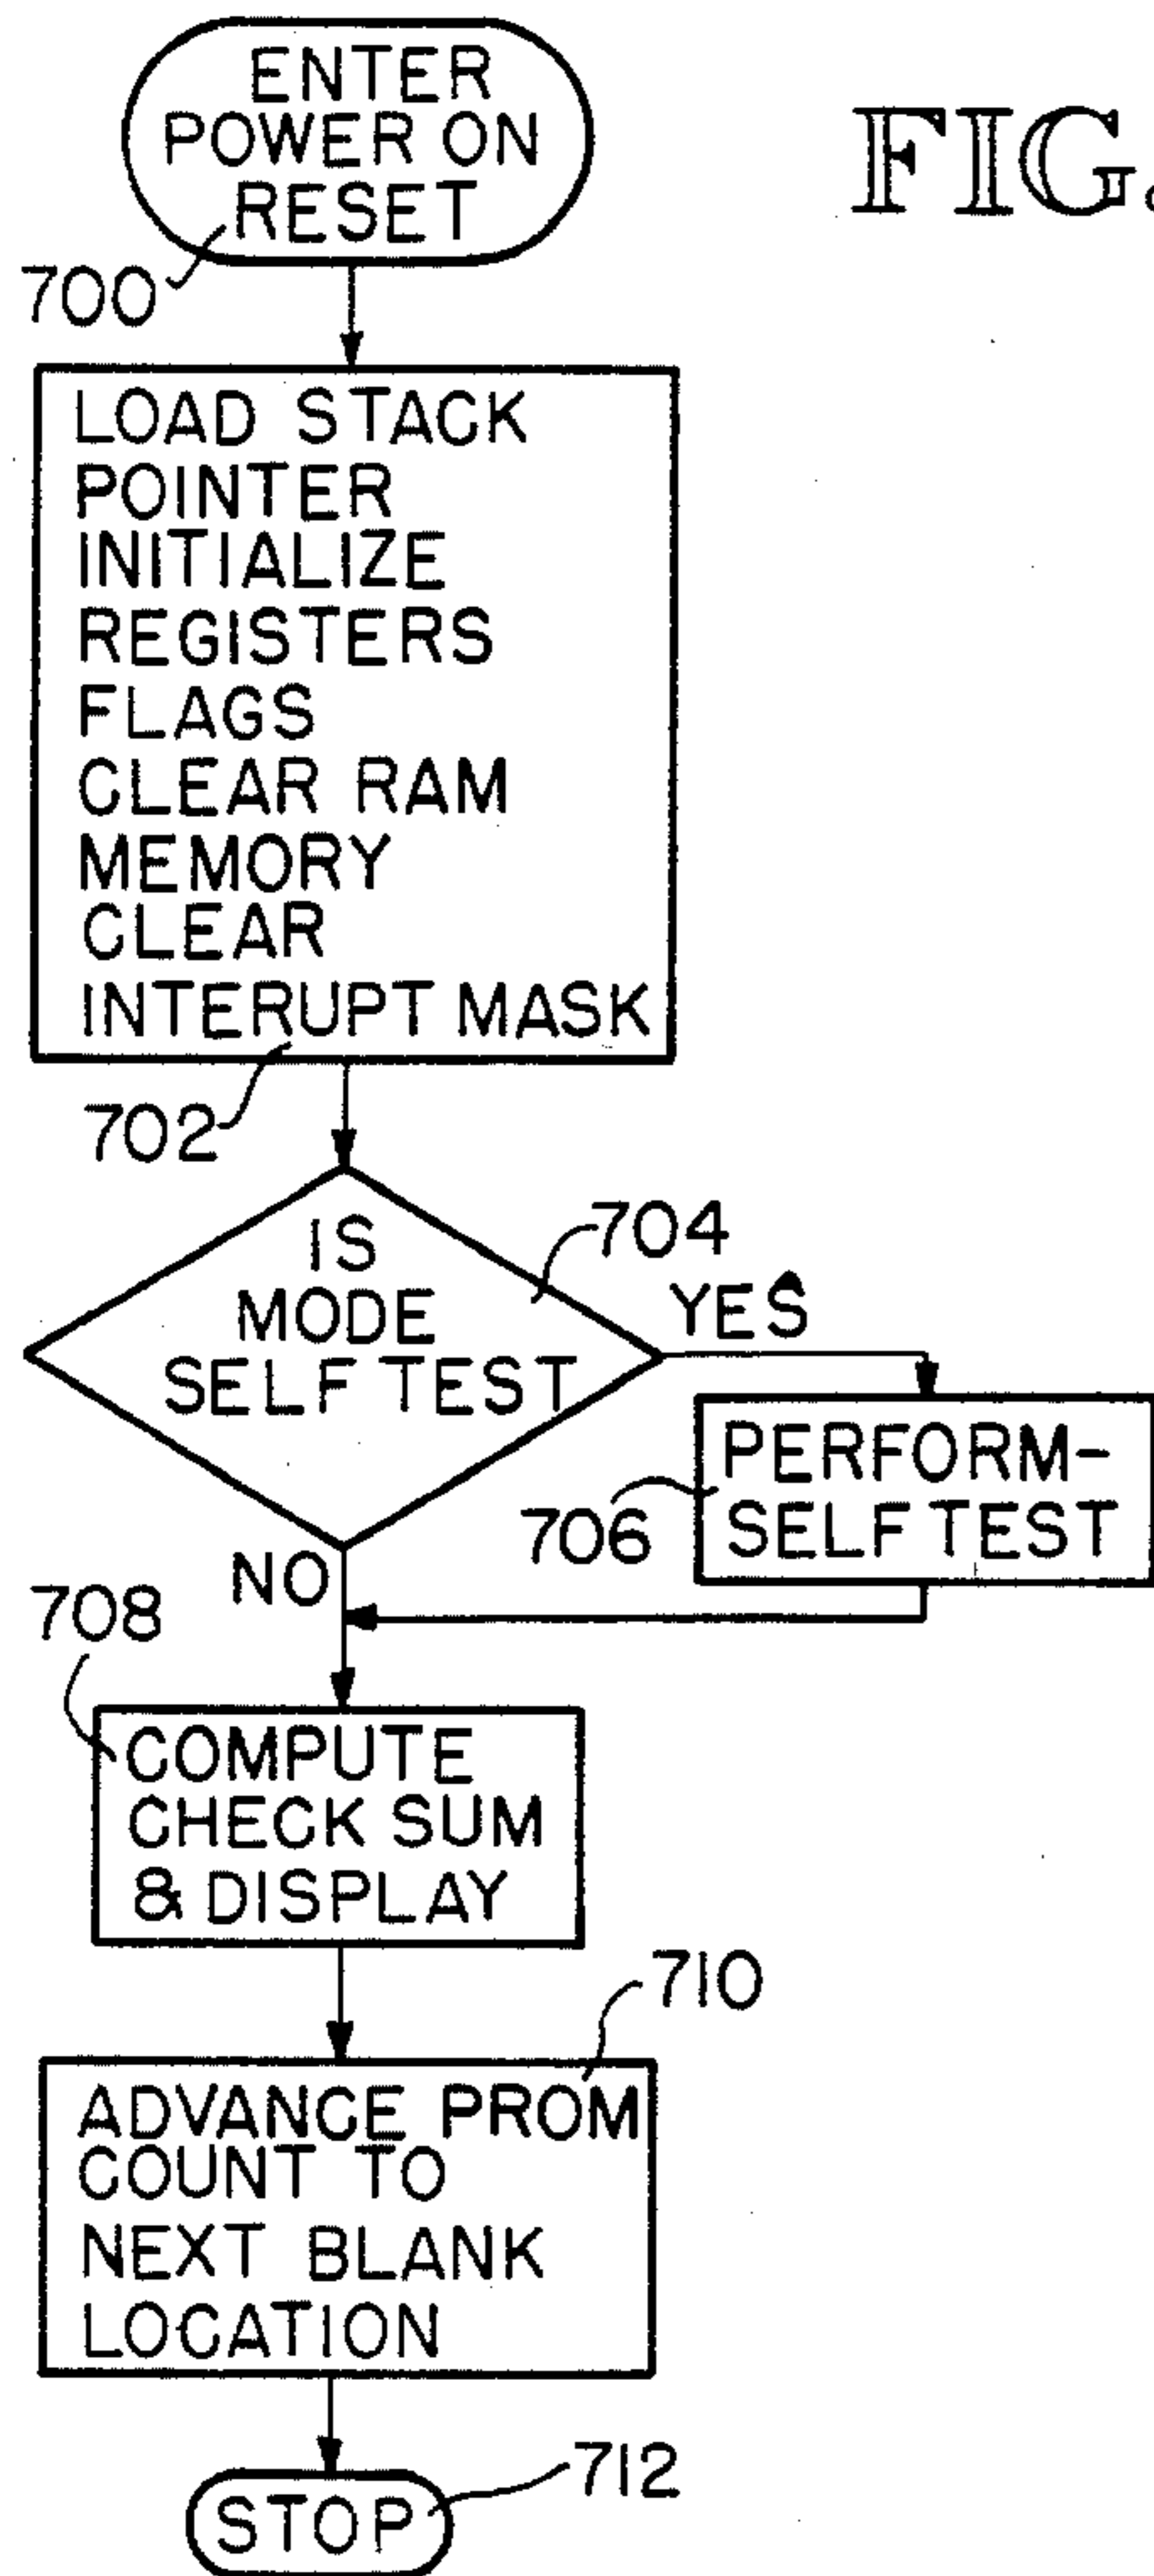 ENTER
POWER ON
RESET
FIG.
700
LOAD STACK
POINTER
INITIALIZE
REGISTERS
FLAGS
CLEAR RAM
MEMORY
CLEAR
INTERUPT MASK
702
IS
MODE
SELF TEST
704
YES
PERFORM-
SELF TEST
706
NO
708
COMPUTE
CHECK SUM
& DISPLAY
710
ADVANCE PROM
COUNT TO
NEXT BLANK
LOCATION
712
STOP